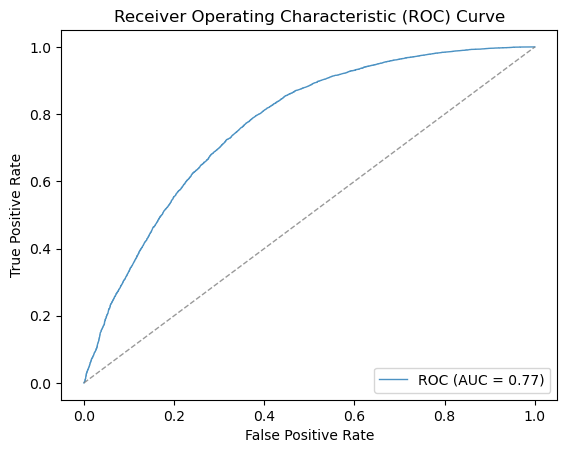 Receiver Operating Characteristic (ROC) Curve
True Positive Rate
1.0
0.8
0.6
0.4
0.2
0.0
ROC (AUC = 0.77)
0.0 0.2 0.4 0.6 0.8 1.0
False Positive Rate